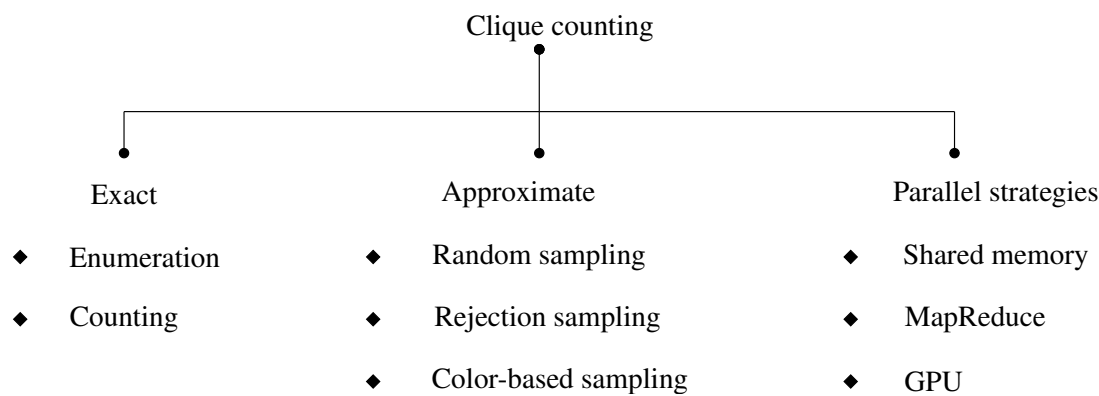 Clique counting
Exact
Enumeration
Counting
Approximate
Random sampling
Rejection sampling
Color-based sampling
Parallel strategies
Shared memory
MapReduce
GPU